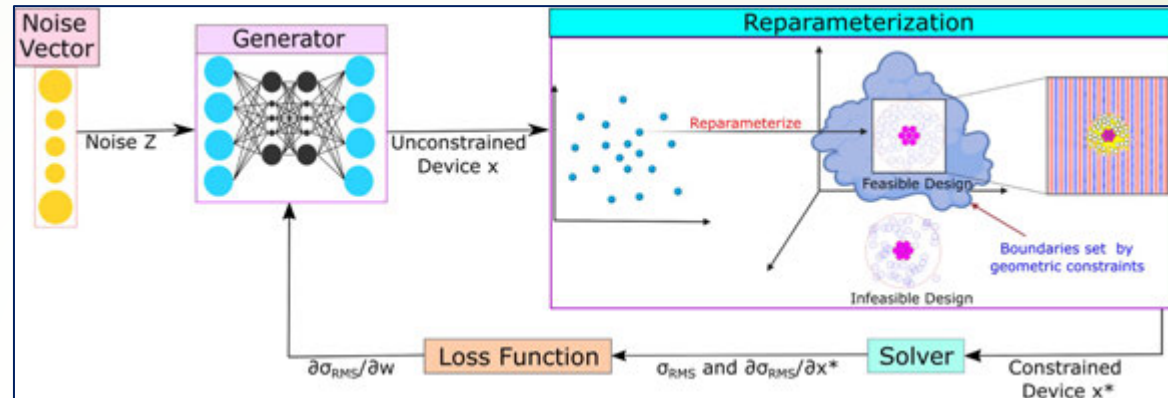 Noise
Vector
Generator
Reparameterization
Noise Z
Unconstrained
Device x
Reparameterize
Feasible Design
Boundaries set by
geometric constraints
Infeasible Design
∂σRMS/∂w
Loss Function
σRMS and ∂σRMS/∂x*
Solver
Constrained
Device x*